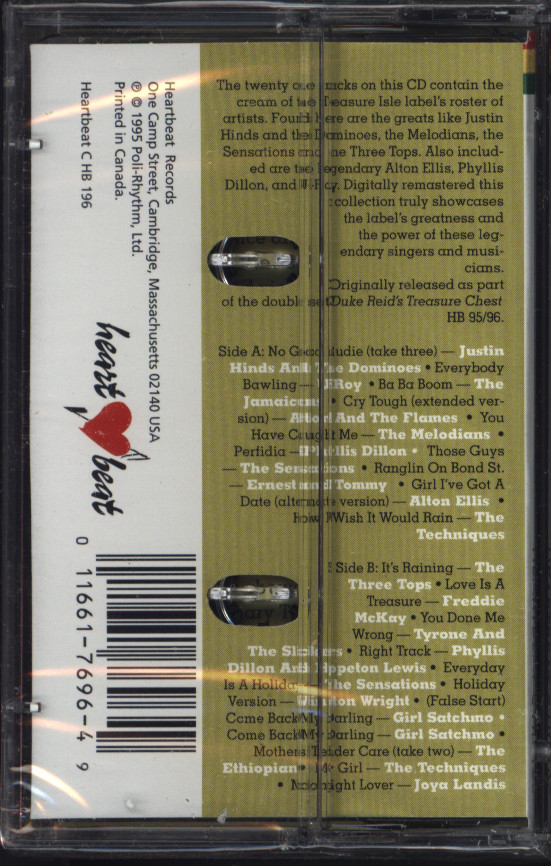 The twenty one tracks on this CD contain the
cream of the Treasure Isle label's roster of
artists. Found here are the greats like Justin
Hinds and the Dominoes, the Melodians, the
Sensations and the Three Tops. Also includ-
ed are the legendary Alton Ellis, Phyllis
Dillon, and U-Roy. Digitally remastered this
collection truly showcases
the label's greatness and
the power of these leg-
endary singers and musi-
cians.
Originally released as part
of the double set Duke Reid's Treasure Chest
HB 95/96.
Side A: No Good Rudie (take three) — Justin
Hinds And The Dominoes • Everybody
Bawling — U-Roy • Ba Ba Boom — The
Jamaicans • Cry Tough (extended ver-
sion) — Alton And The Flames • You
Have Caught Me — The Melodians •
Perfidia — Phyllis Dillon • Those Guys
— The Sensations • Ranglin On Bond St.
— Ernest and Tommy • Girl I've Got A
Date (alternate version) — Alton Ellis •
How I Wish It Would Rain — The
Techniques
Side B: It's Raining — The
Three Tops • Love Is A
Treasure — Freddie
McKay • You Done Me
Wrong — Tyrone And
The Slickers • Right Track — Phyllis
Dillon And Hopeton Lewis • Everyday
Is A Holiday — The Sensations • Holiday
Version — Winston Wright • (False Start)
Come Back My Darling — Girl Satchmo •
Come Back My Darling — Girl Satchmo •
Mothers Tender Care (take two) — The
Ethiopian • My Girl — The Techniques
• Moonlight Lover — Joya Landis
Heartbeat Records
One Camp Street, Cambridge, Massachusetts 02140 USA
℗ © 1995 Poli-Rhythm, Ltd.
Printed in Canada.
Heartbeat C HB 196
heart beat
0 11661-7696-4 9